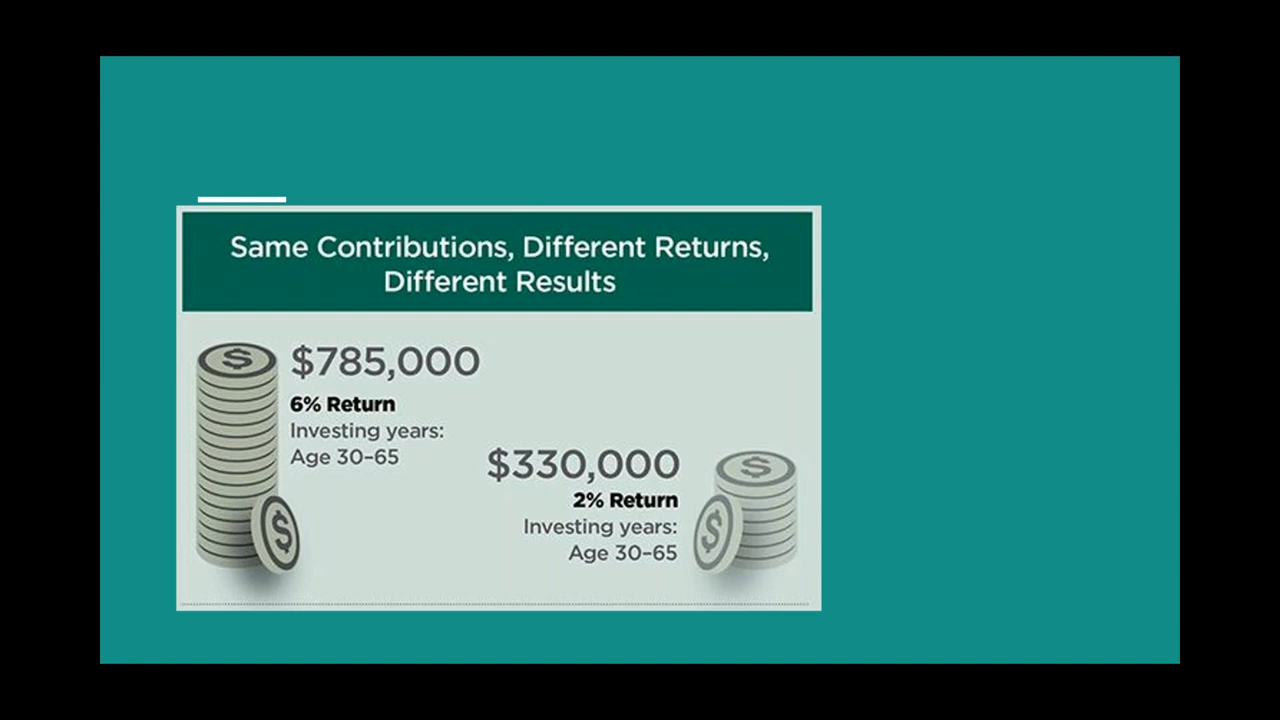 Same Contributions, Different Returns,
Different Results
$785,000
6% Return
Investing years:
Age 30–65
$330,000
2% Return
Investing years:
Age 30–65
$
$
$
$